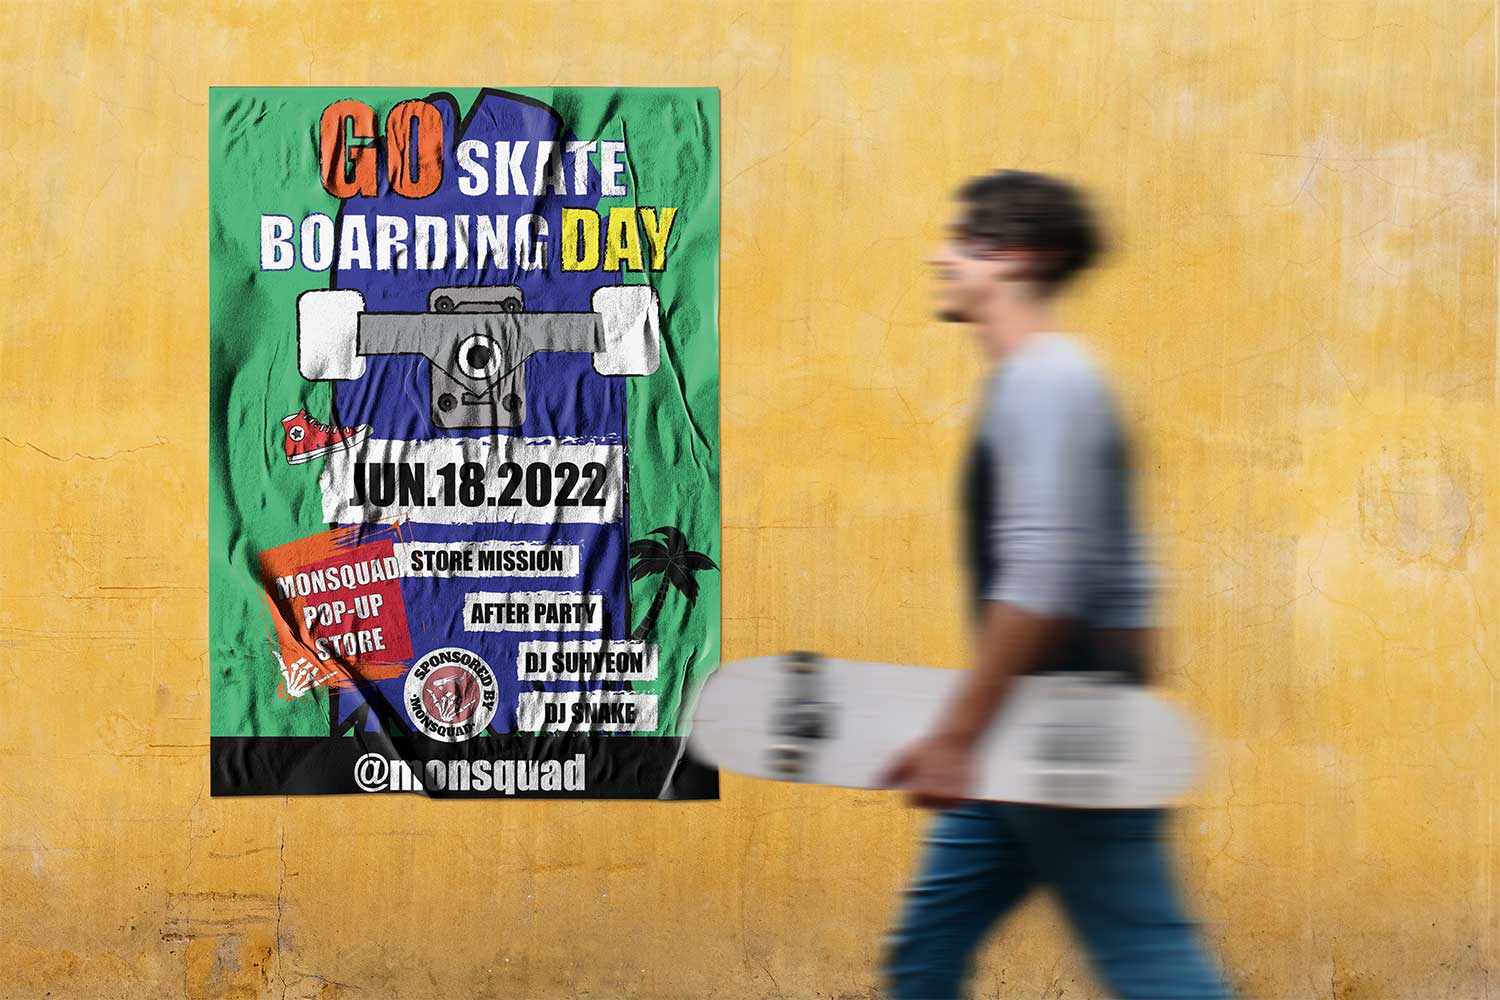 GO SKATE
BOARDING DAY
JUN.18.2022
MONSQUAD
POP-UP
STORE
STORE MISSION
AFTER PARTY
DJ SUHYEON
DJ SNAKE
SPONSORED BY
MONSQUAD
@monsquad